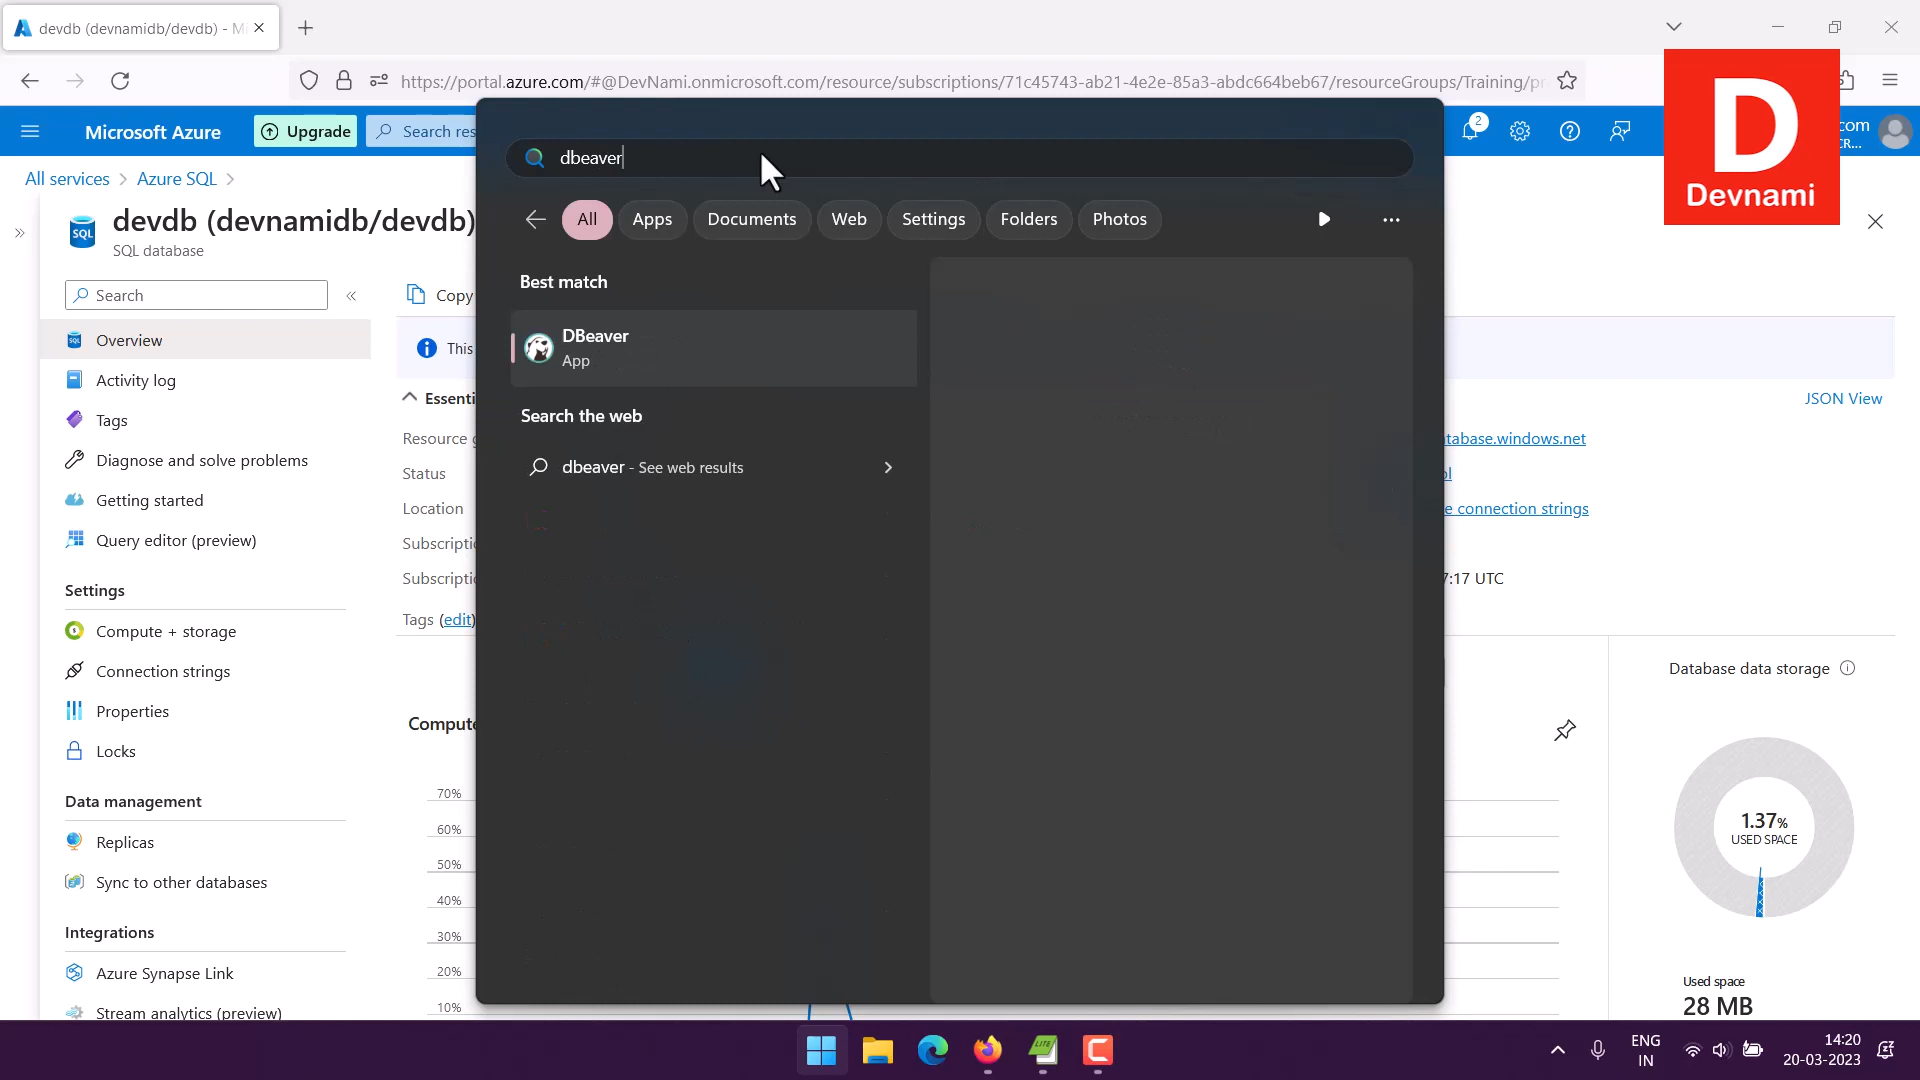 devdb (devnamidb/devdb) - Mi
https://portal.azure.com/#@DevNami.onmicrosoft.com/resource/subscriptions/71c45743-ab21-4e2e-85a3-abdc664beb67/resourceGroups/Training/pr
Microsoft Azure
Upgrade
Search res
2
com
CR...
D
Devnami
All services > Azure SQL >
devdb (devnamidb/devdb)
SQL database
Search
Overview
Activity log
Tags
Diagnose and solve problems
Getting started
Query editor (preview)
Settings
Compute + storage
Connection strings
Properties
Locks
Data management
Replicas
Sync to other databases
Integrations
Azure Synapse Link
Stream analytics (preview)
Copy
This
Essenti
Resource g
Status
Location
Subscripti
Subscripti
Tags (edit)
Compute
70%
60%
50%
40%
30%
20%
10%
dbeaver
All
Apps
Documents
Web
Settings
Folders
Photos
Best match
DBeaver
App
Search the web
dbeaver - See web results
JSON View
tabase.windows.net
ol
e connection strings
7:17 UTC
Database data storage
1.37%
USED SPACE
Used space
28 MB
LITE
ENG
IN
14:20
20-03-2023